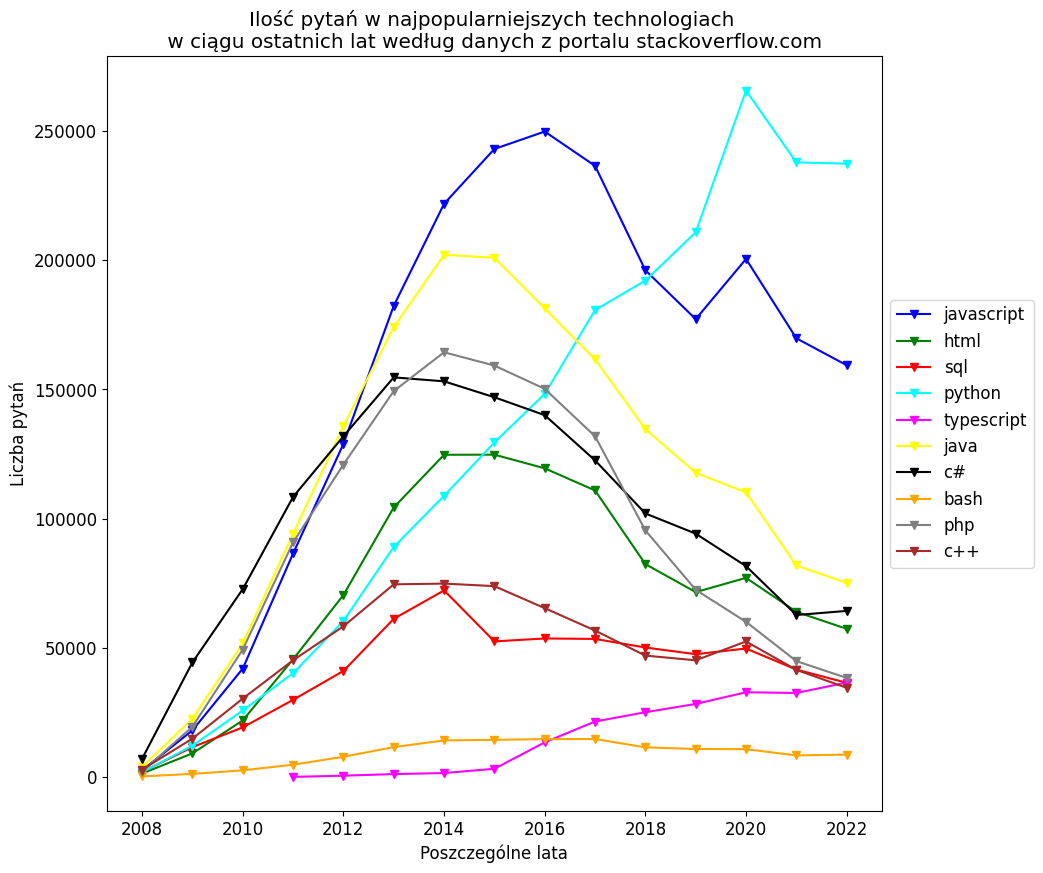 Ilość pytań w najpopularniejszych technologiach
w ciągu ostatnich lat według danych z portalu stackoverflow.com
Liczba pytań
250000
200000
150000
100000
50000
0
2008 2010 2012 2014 2016 2018 2020 2022
Poszczególne lata
javascript
html
sql
python
typescript
java
c#
bash
php
c++